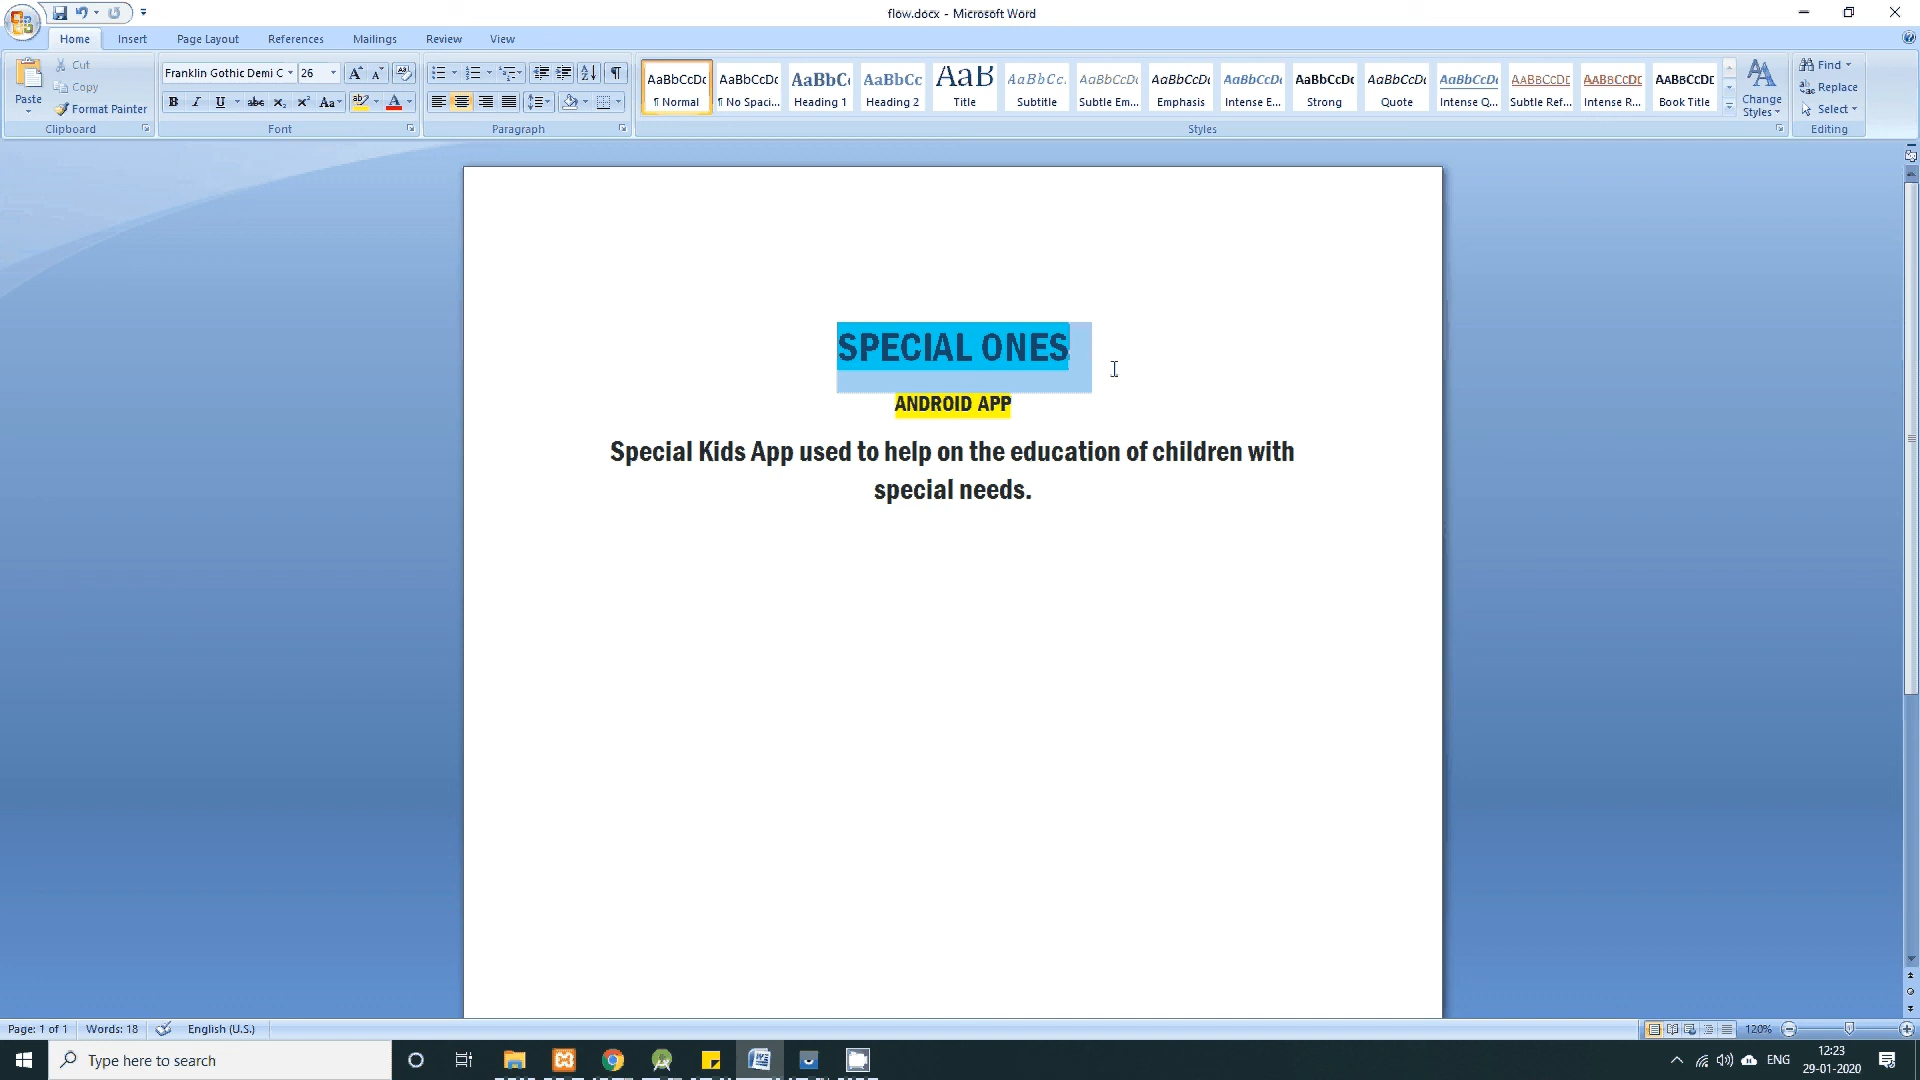 flow.docx - Microsoft Word
Home Insert Page Layout References Mailings Review View
Paste
Cut
Copy
Format Painter
Clipboard
Franklin Gothic Demi C 26
Font
Paragraph
AaBbCcDc AaBbCcDc AaBbC AaBbCc AaB AaBbCc. AaBbCcDc AaBbCcDc AaBbCcDc AaBbCcDc AaBbCcDc AaBbCcDc AaBbCcDc AaBbCcDc AaBbCcDc
¶ Normal ¶ No Spaci... Heading 1 Heading 2 Title Subtitle Subtle Em... Emphasis Intense E... Strong Quote Intense Q... Subtle Ref... Intense R... Book Title
Styles
Change Styles
Find
Replace
Select
Editing
SPECIAL ONES
ANDROID APP
Special Kids App used to help on the education of children with
special needs.
Page: 1 of 1 Words: 18 English (U.S.) 120%
Type here to search
ENG
12:23
29-01-2020